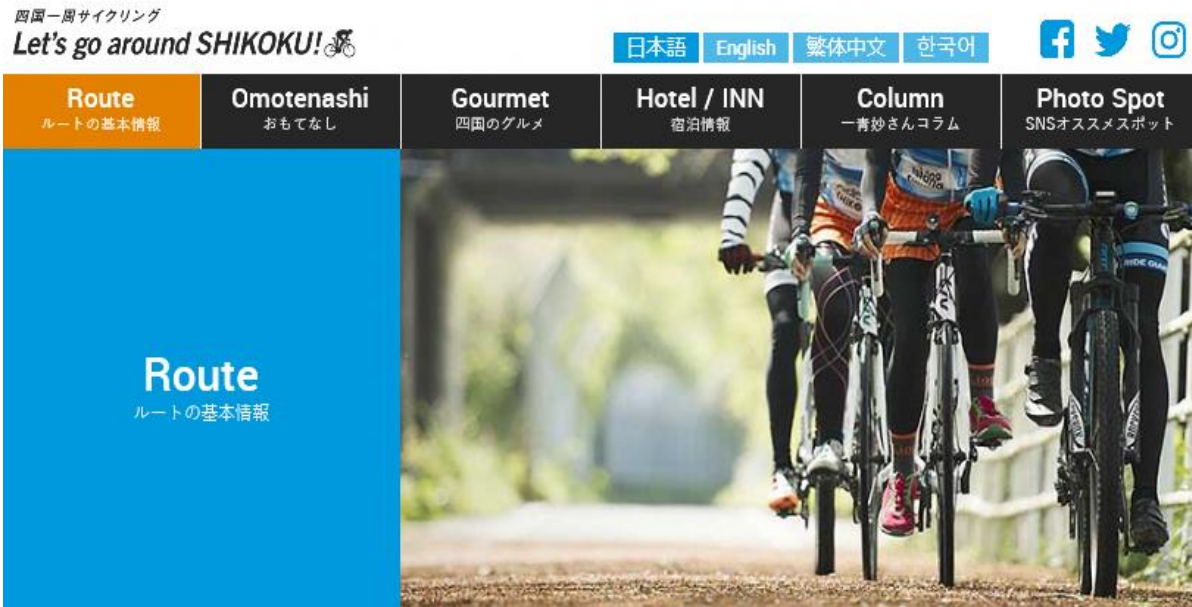 四国一周サイクリング
Let's go around SHIKOKU!
日本語 English 繁体中文 한국어
Route
ルートの基本情報
Omotenashi
おもてなし
Gourmet
四国のグルメ
Hotel / INN
宿泊情報
Column
一青妙さんコラム
Photo Spot
SNSオススメスポット
Route
ルートの基本情報
RIDE